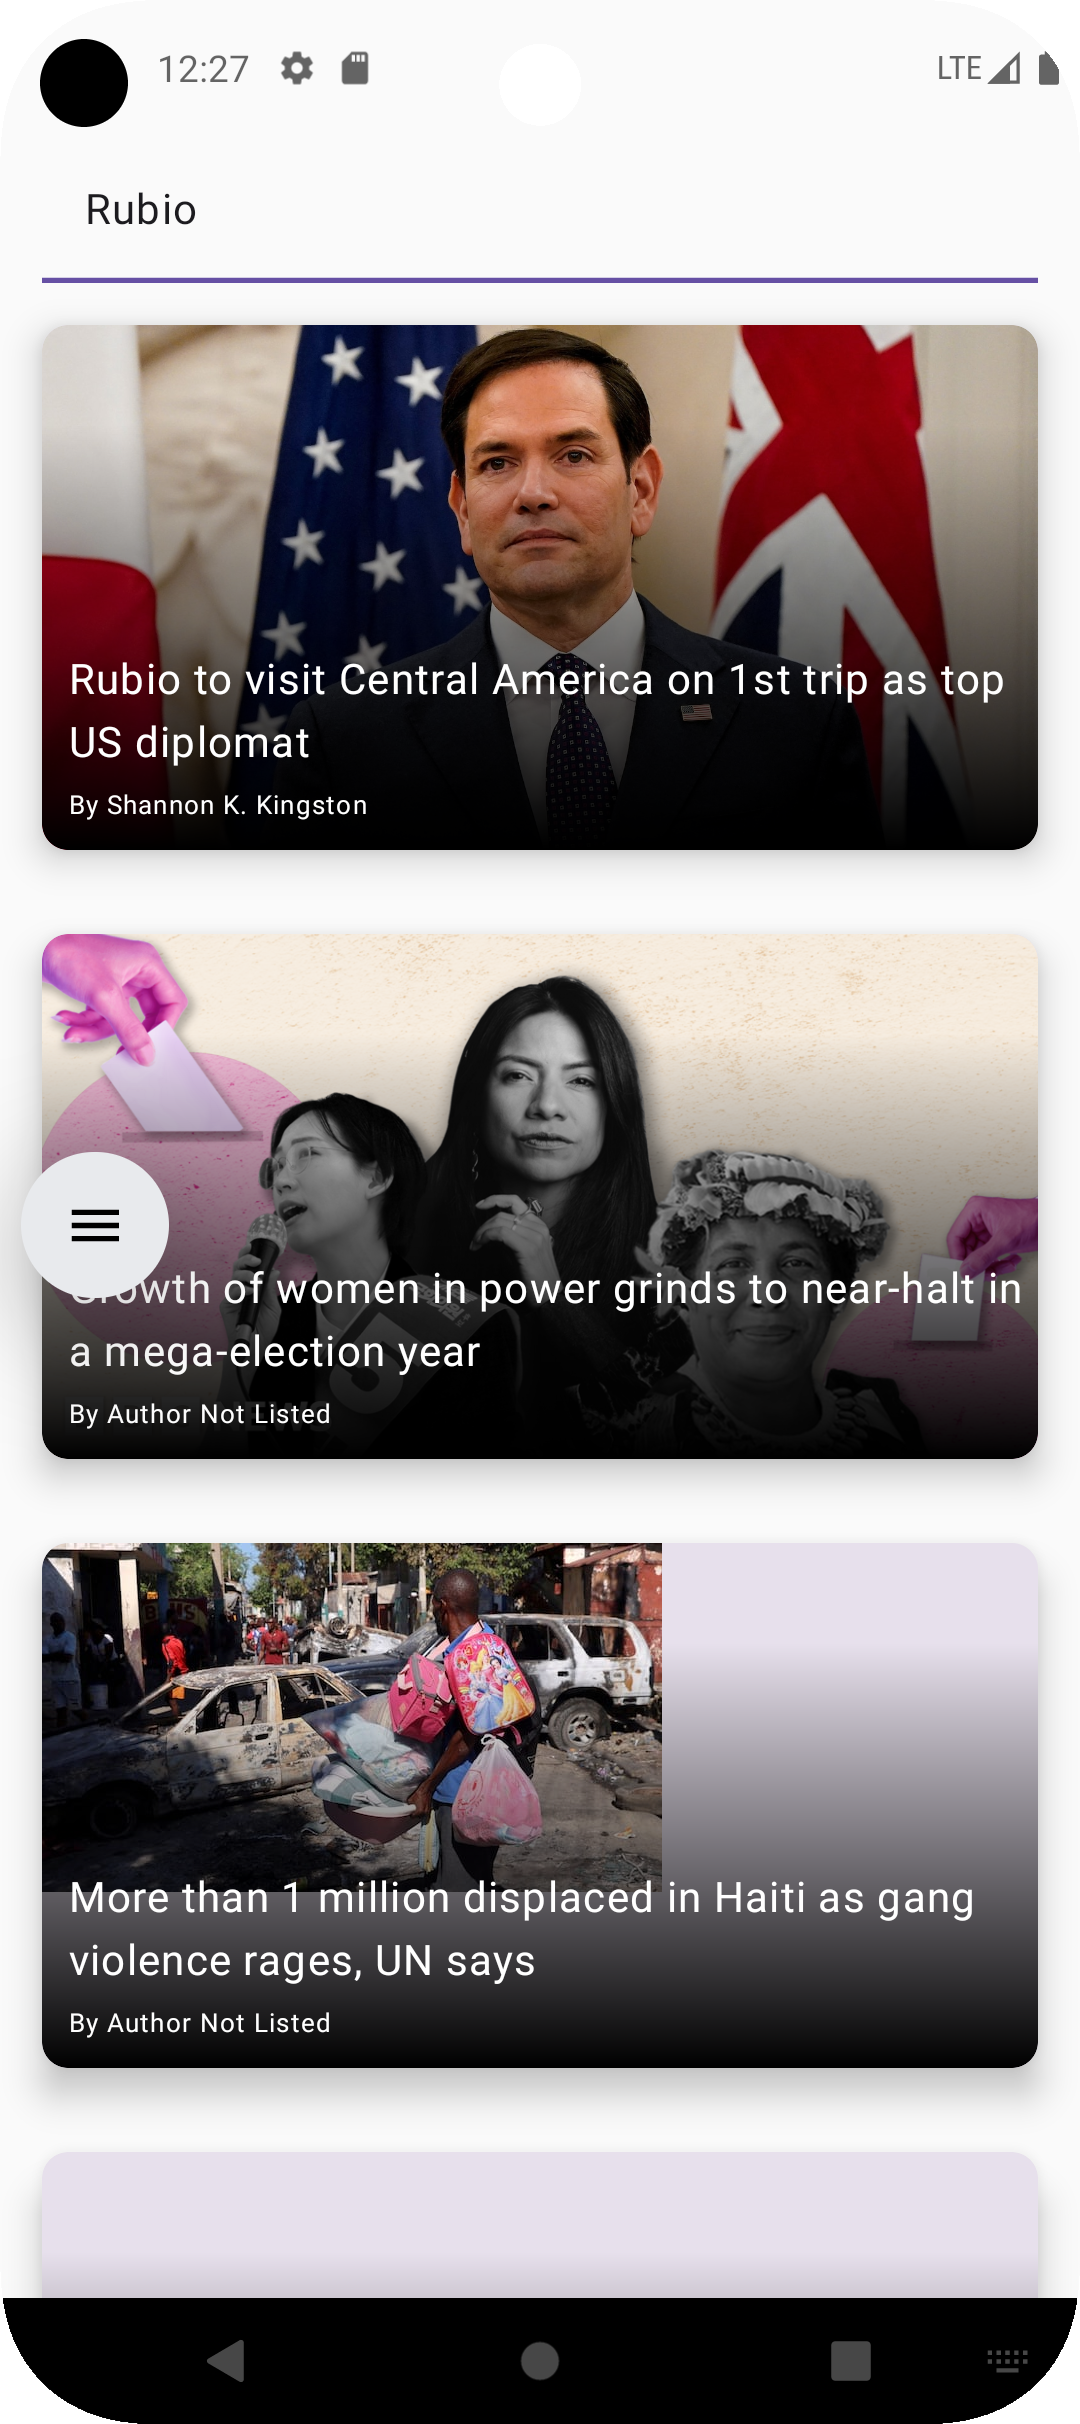 12:27
LTE
Rubio
Rubio to visit Central America on 1st trip as top
US diplomat
By Shannon K. Kingston
Growth of women in power grinds to near-halt in
a mega-election year
By Author Not Listed
More than 1 million displaced in Haiti as gang
violence rages, UN says
By Author Not Listed